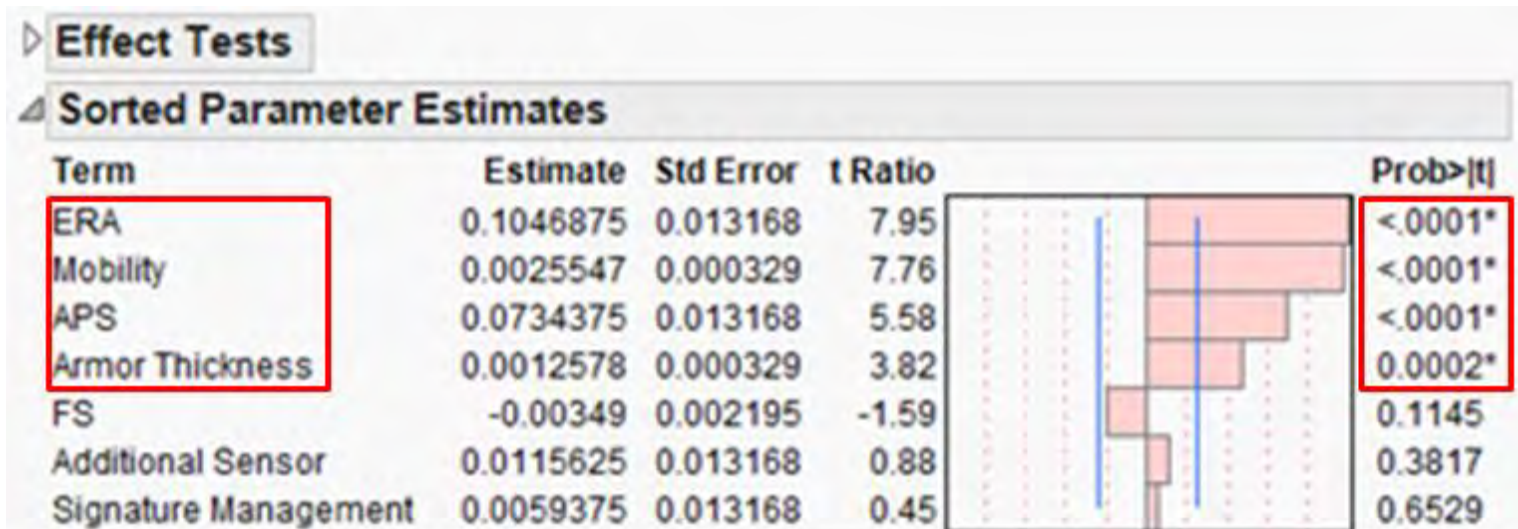 Effect Tests
Sorted Parameter Estimates
Term Estimate Std Error t Ratio Prob>|t|
ERA 0.1046875 0.013168 7.95 <.0001*
Mobility 0.0025547 0.000329 7.76 <.0001*
APS 0.0734375 0.013168 5.58 <.0001*
Armor Thickness 0.0012578 0.000329 3.82 0.0002*
FS -0.00349 0.002195 -1.59 0.1145
Additional Sensor 0.0115625 0.013168 0.88 0.3817
Signature Management 0.0059375 0.013168 0.45 0.6529